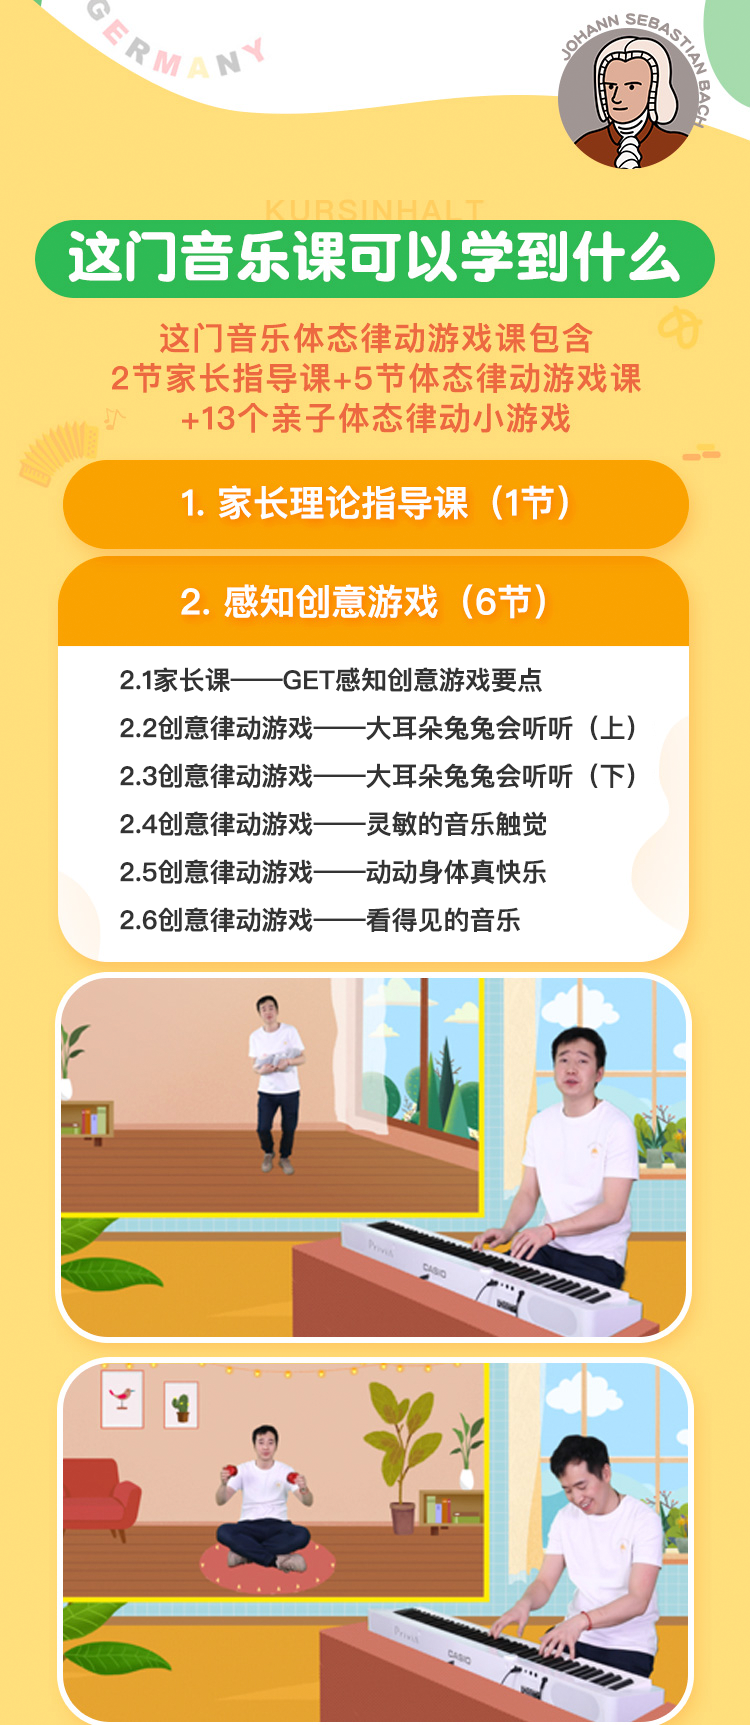 GERMANY
JOHANN SEBASTIAN BACH
KURSINHALT
这门音乐课可以学到什么
这门音乐体态律动游戏课包含
2节家长指导课+5节体态律动游戏课
+13个亲子体态律动小游戏
1. 家长理论指导课（1节）
2. 感知创意游戏（6节）
2.1家长课——GET感知创意游戏要点
2.2创意律动游戏——大耳朵兔兔会听听（上）
2.3创意律动游戏——大耳朵兔兔会听听（下）
2.4创意律动游戏——灵敏的音乐触觉
2.5创意律动游戏——动动身体真快乐
2.6创意律动游戏——看得见的音乐
Privia
CASIO
Privia
CASIO